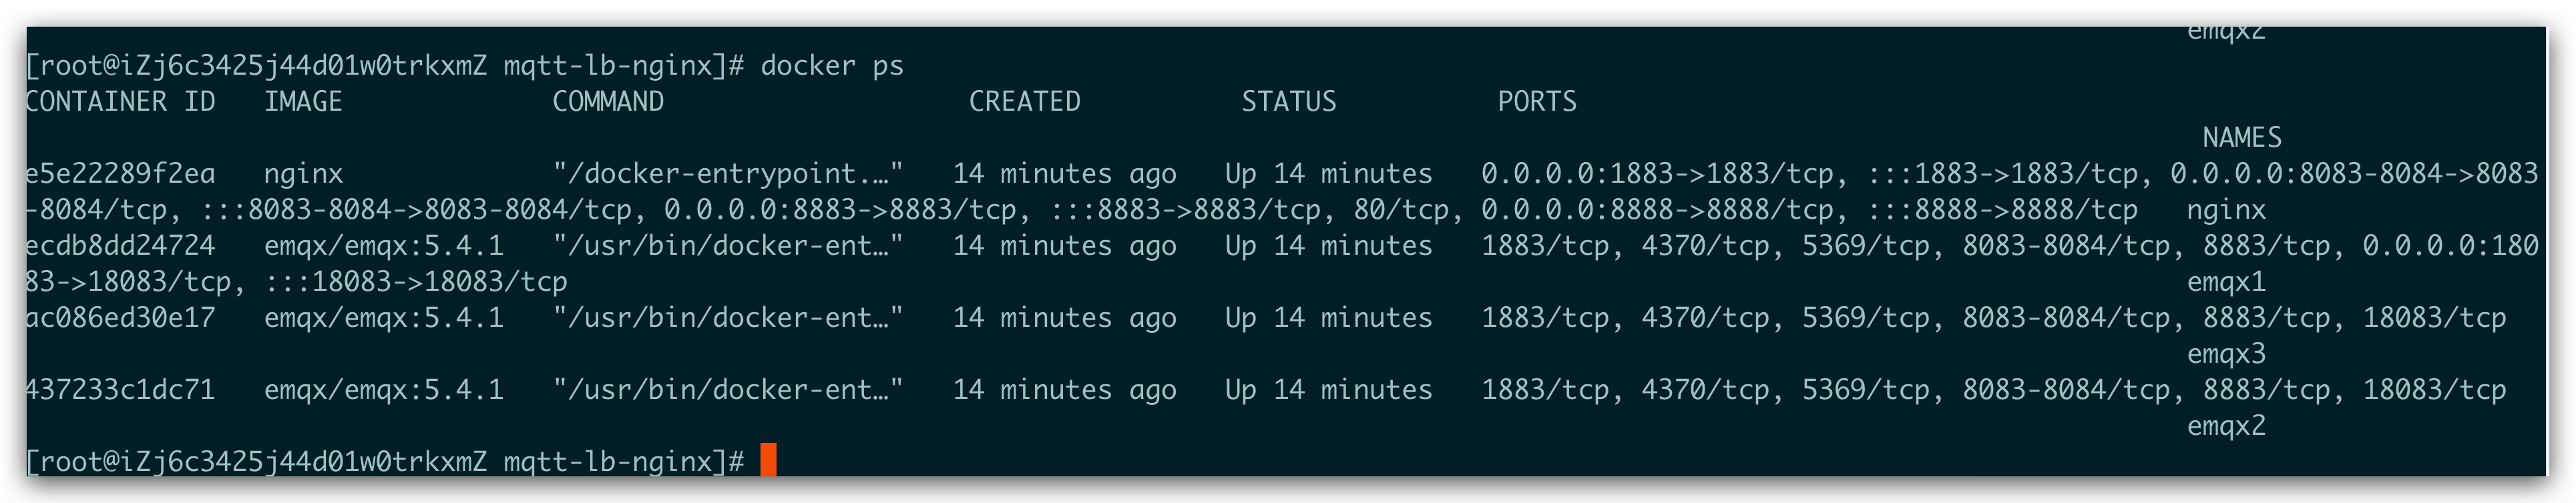 emqx2
[root@iZj6c3425j44d01w0trkxmZ mqtt-lb-nginx]# docker ps
CONTAINER ID   IMAGE             COMMAND                   CREATED          STATUS          PORTS
NAMES
e5e22289f2ea   nginx             "/docker-entrypoint.…"   14 minutes ago   Up 14 minutes   0.0.0.0:1883->1883/tcp, :::1883->1883/tcp, 0.0.0.0:8083-8084->8083
-8084/tcp, :::8083-8084->8083-8084/tcp, 0.0.0.0:8883->8883/tcp, :::8883->8883/tcp, 80/tcp, 0.0.0.0:8888->8888/tcp, :::8888->8888/tcp   nginx
ecdb8dd24724   emqx/emqx:5.4.1   "/usr/bin/docker-ent…"   14 minutes ago   Up 14 minutes   1883/tcp, 4370/tcp, 5369/tcp, 8083-8084/tcp, 8883/tcp, 0.0.0.0:180
83->18083/tcp, :::18083->18083/tcp   emqx1
ac086ed30e17   emqx/emqx:5.4.1   "/usr/bin/docker-ent…"   14 minutes ago   Up 14 minutes   1883/tcp, 4370/tcp, 5369/tcp, 8083-8084/tcp, 8883/tcp, 18083/tcp
emqx3
437233c1dc71   emqx/emqx:5.4.1   "/usr/bin/docker-ent…"   14 minutes ago   Up 14 minutes   1883/tcp, 4370/tcp, 5369/tcp, 8083-8084/tcp, 8883/tcp, 18083/tcp
emqx2
[root@iZj6c3425j44d01w0trkxmZ mqtt-lb-nginx]#